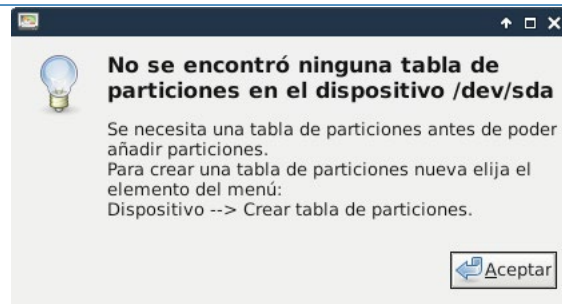 No se encontró ninguna tabla de
particiones en el dispositivo /dev/sda
Se necesita una tabla de particiones antes de poder
añadir particiones.
Para crear una tabla de particiones nueva elija el
elemento del menú:
Dispositivo --> Crear tabla de particiones.
Aceptar